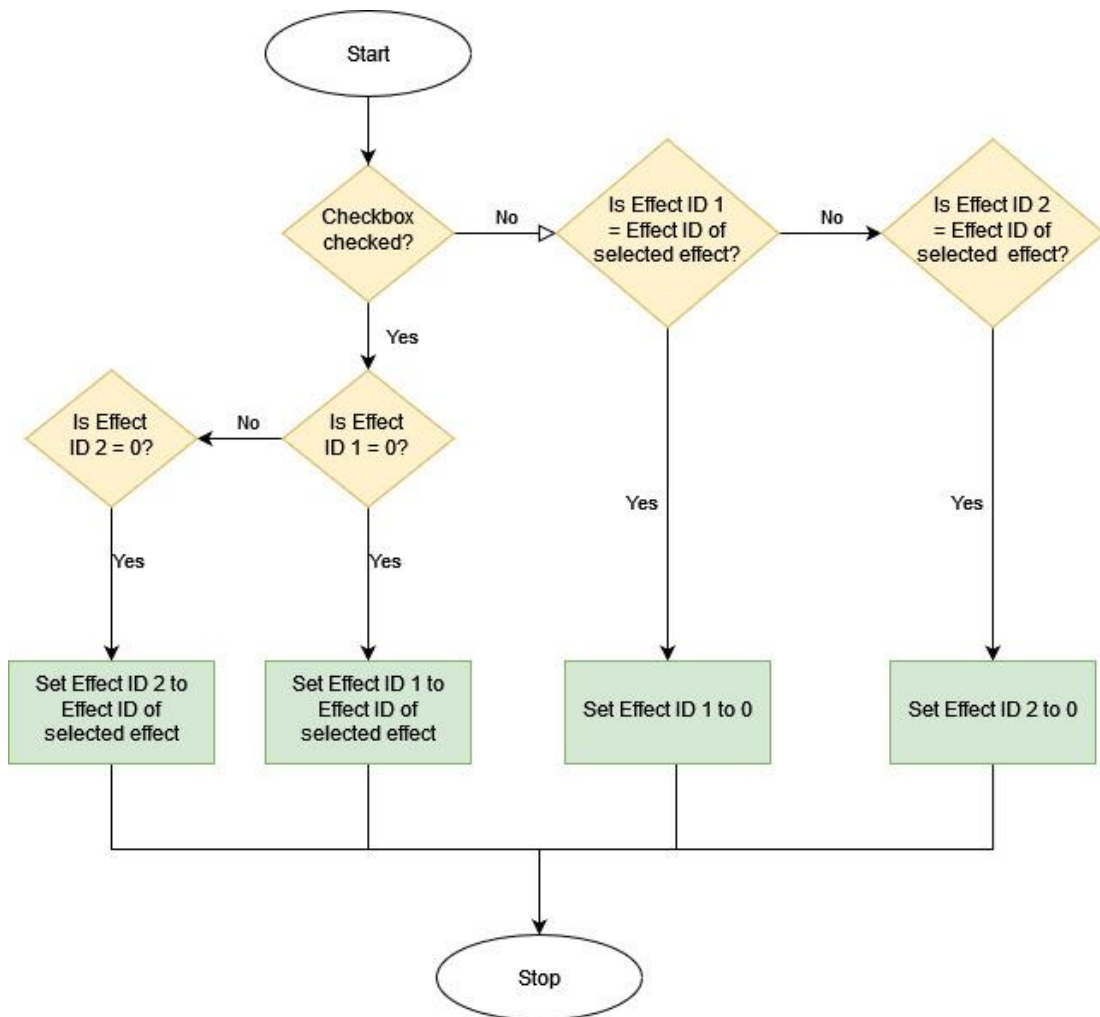 Start
Checkbox
checked?
No
Is Effect ID 1
= Effect ID of
selected effect?
No
Is Effect ID 2
= Effect ID of
selected effect?
Yes
Is Effect
ID 2 = 0?
No
Is Effect
ID 1 = 0?
Yes
Yes
Yes
Yes
Set Effect ID 2 to
Effect ID of
selected effect
Set Effect ID 1 to
Effect ID of
selected effect
Set Effect ID 1 to 0
Set Effect ID 2 to 0
Stop